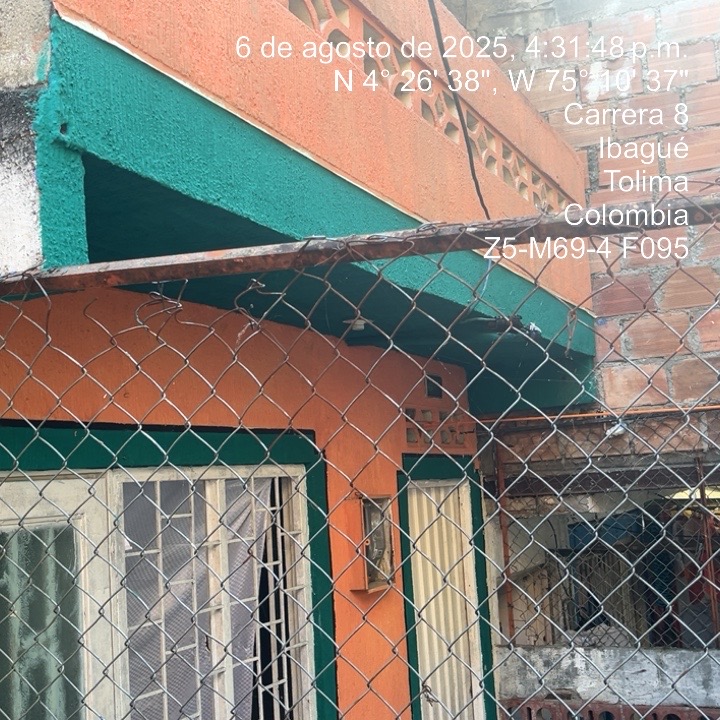 6 de agosto de 2025, 4:31:48 p.m.
N 4° 26' 38", W 75° 10' 37"
Carrera 8
Ibagué
Tolima
Colombia
Z5-M69-4 F095